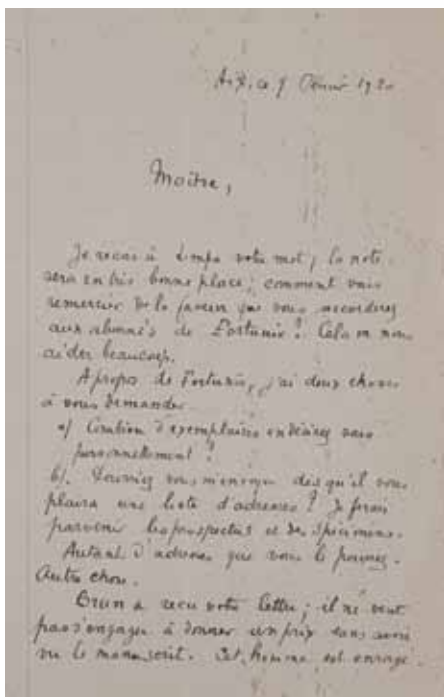 Aix, ce 9 Février 192
Maître,
Je reçois à temps votre mot, la note
sera en très bonne place; comment vous
remercier de la faveur que vous accorderez
aux abonnés de Fortunio? Cela va nous
aider beaucoup.
A propos de Fortunio, j'ai deux choses
à vous demander
a/ Combien d'exemplaires en désirez vous
personnellement?
b/. Pourriez vous m'envoyer dès qu'il vous
plaira une liste d'adresses? Je ferai
parvenir les prospectus et des spécimens.
Autant d'adresses que vous le pourrez.
Autre chose.
Brun a reçu votre lettre; il ne veut
pas s'engager à donner un prix sans avoir
vu le manuscrit. Cet homme est enragé.